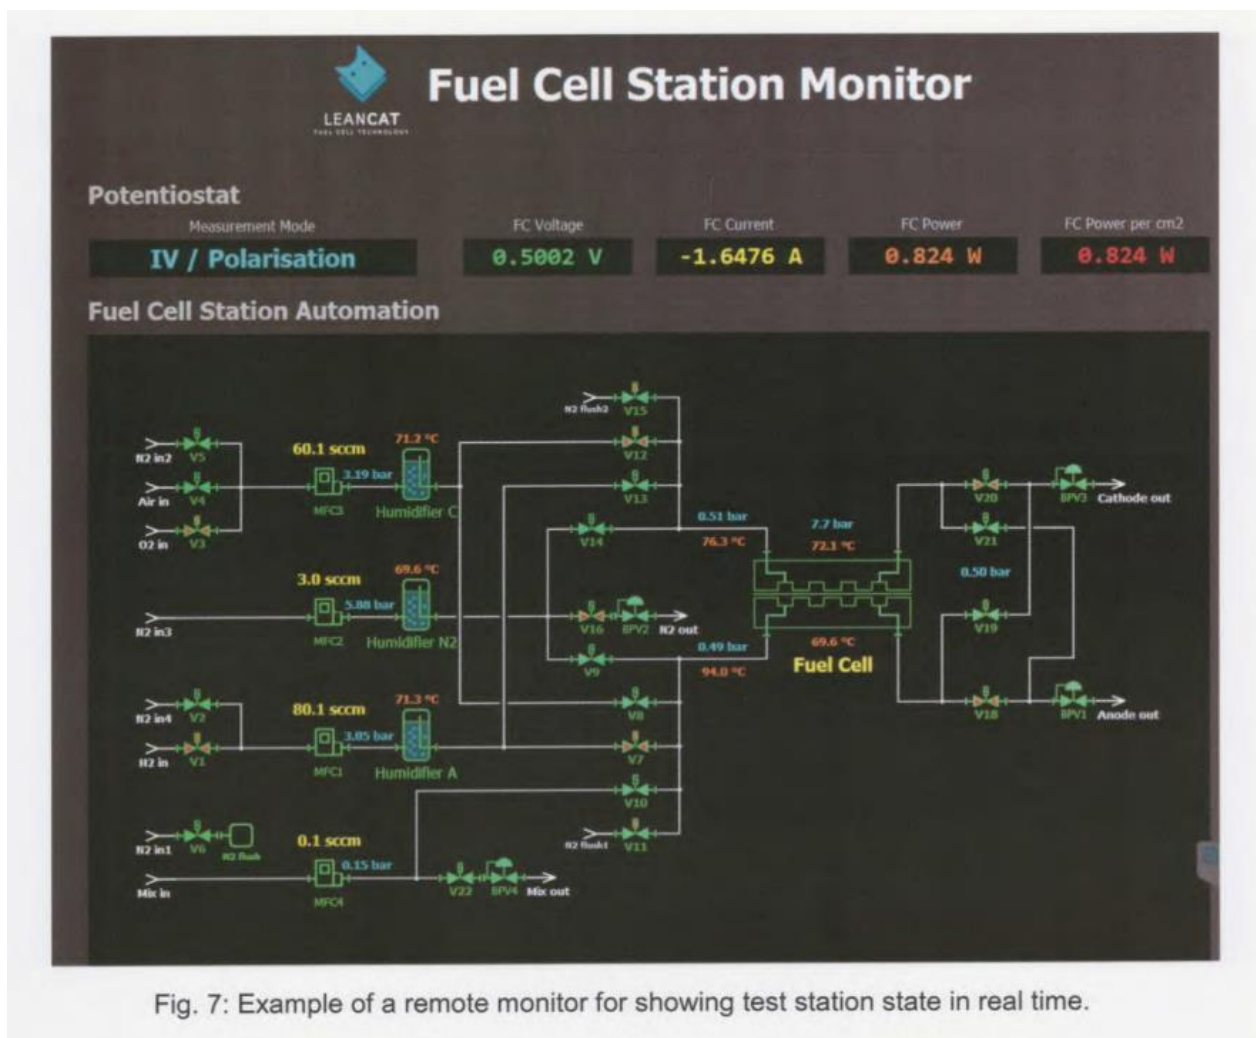 Fuel Cell Station Monitor
LEANCAT
FUEL CELL TECHNOLOGY
Potentiostat
Measurement Mode
FC Voltage
FC Current
FC Power
FC Power per cm2
IV / Polarisation
0.5002 V
-1.6476 A
0.824 W
0.824 W
Fuel Cell Station Automation
N2 flush2
V15
71.2 °C
60.1 sccm
V12
N2 in2
V5
3.19 bar
V13
Air in
V4
MFC3
Humidifier C
V20
BPV3
Cathode out
O2 in
V3
V14
0.51 bar
7.7 bar
76.3 °C
72.1 °C
V21
69.6 °C
3.0 sccm
0.50 bar
5.88 bar
N2 in3
MFC2
Humidifier N2
V16
BPV2
N2 out
V19
0.49 bar
69.6 °C
94.0 °C
Fuel Cell
V9
71.3 °C
80.1 sccm
N2 in4
V2
V8
V18
BPV1
Anode out
3.05 bar
H2 in
V1
MFC1
Humidifier A
V7
V10
0.1 sccm
N2 in1
V6
N2 flush
N2 flush1
V11
0.15 bar
Mix in
MFC4
V22
BPV4
Mix out
Fig. 7: Example of a remote monitor for showing test station state in real time.